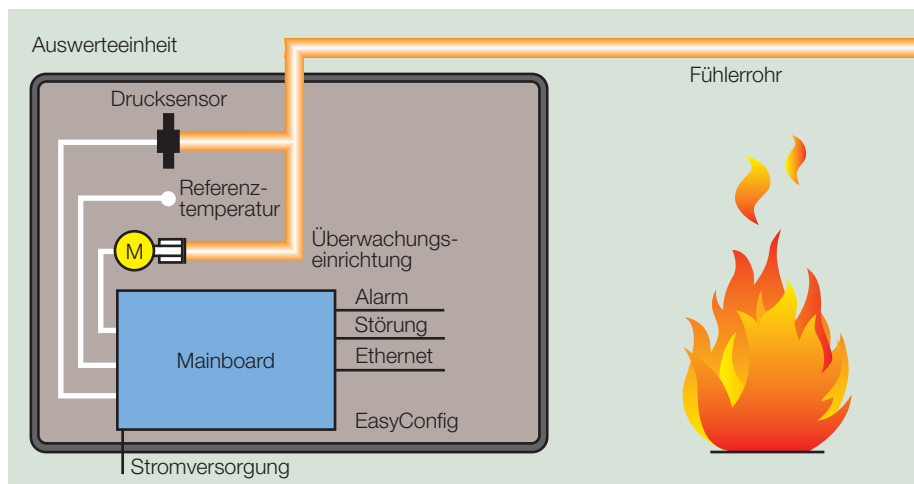 Auswerteeinheit
Fühlerrohr
Drucksensor
Referenz-
temperatur
M
Überwachungs-
einrichtung
Alarm
Störung
Ethernet
Mainboard
EasyConfig
Stromversorgung